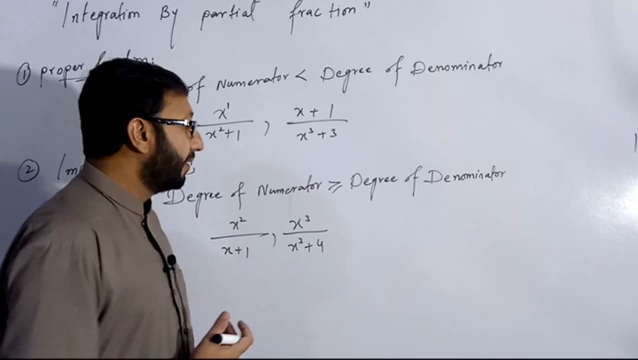 "Integration By partial fraction"
① proper
of Numerator < Degree of Denominator
x¹/x²+1 , x+1/x³+3
②
Degree of Numerator ⩾ Degree of Denominator
x²/x+1 , x³/x²+4